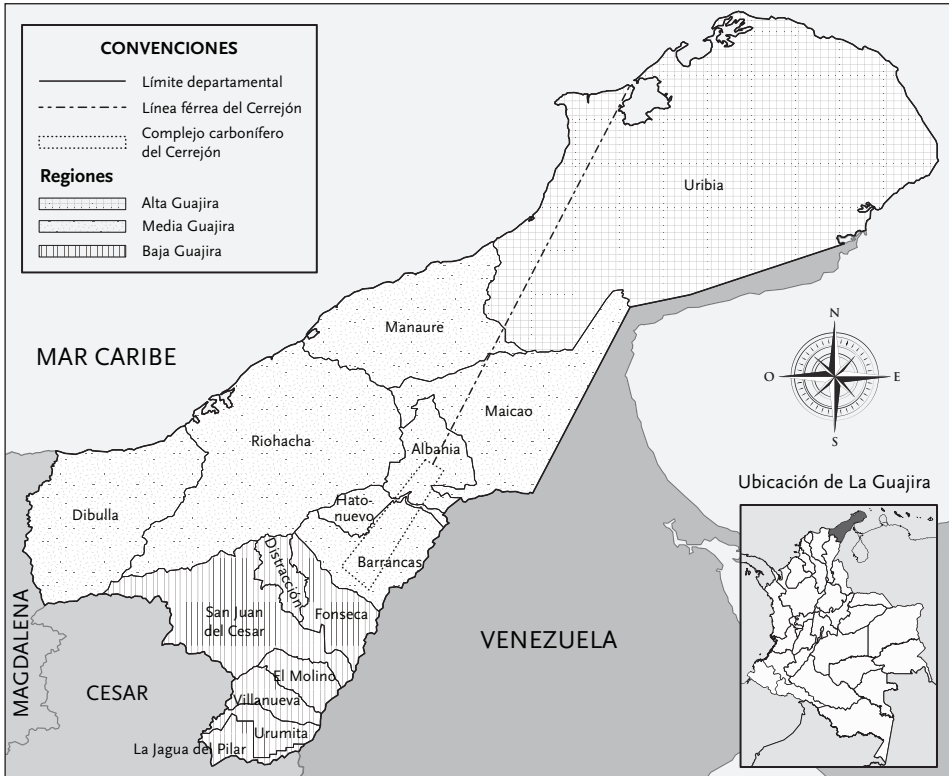 CONVENCIONES
Límite departamental
Línea férrea del Cerrejón
Complejo carbonífero
del Cerrejón
Regiones
Alta Guajira
Media Guajira
Baja Guajira
Uribia
Manaure
MAR CARIBE
Maicao
Riohacha
Albania
Dibulla
Hato-
nuevo
Barrancas
Distracción
San Juan
del Cesar
Fonseca
El Molino
Villanueva
Urumita
La Jagua del Pilar
MAGDALENA
CESAR
VENEZUELA
N
O
E
S
Ubicación de La Guajira